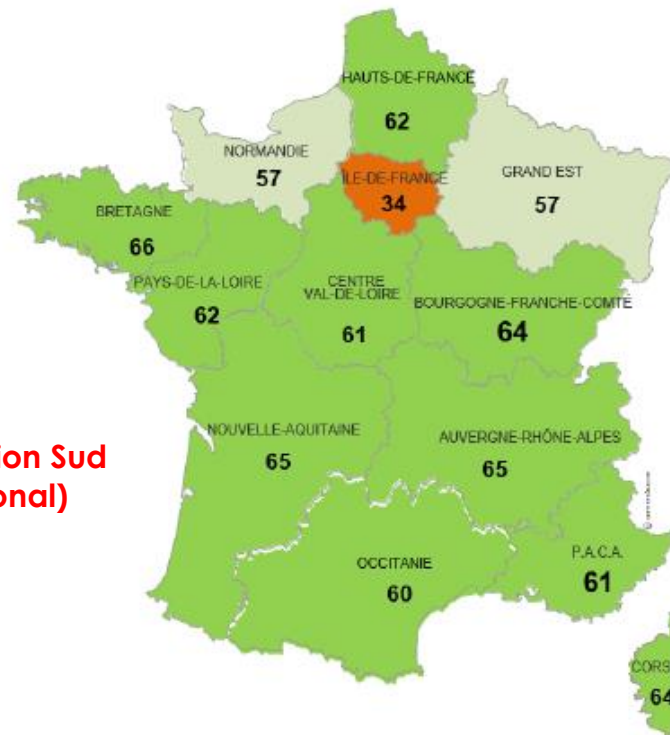 HAUTS-DE-FRANCE
62
NORMANDIE
57
ÎLE-DE-FRANCE
34
GRAND EST
57
BRETAGNE
66
PAYS-DE-LA-LOIRE
62
CENTRE
VAL-DE-LOIRE
61
BOURGOGNE-FRANCHE-COMTÉ
64
NOUVELLE-AQUITAINE
65
AUVERGNE-RHÔNE-ALPES
65
ion Sud
onal)
OCCITANIE
60
P.A.C.A.
61
CORS
64